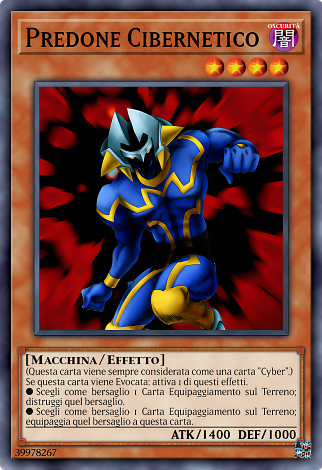 Predone Cibernetico
OSCURITÀ
闇
[Macchina/Effetto]
(Questa carta viene sempre considerata come una carta "Cyber".)
Se questa carta viene Evocata: attiva 1 di questi effetti.
● Scegli come bersaglio 1 Carta Equipaggiamento sul Terreno;
distruggi quel bersaglio.
● Scegli come bersaglio 1 Carta Equipaggiamento sul Terreno;
equipaggia quel bersaglio a questa carta.
ATK/1400 DEF/1000
39978267